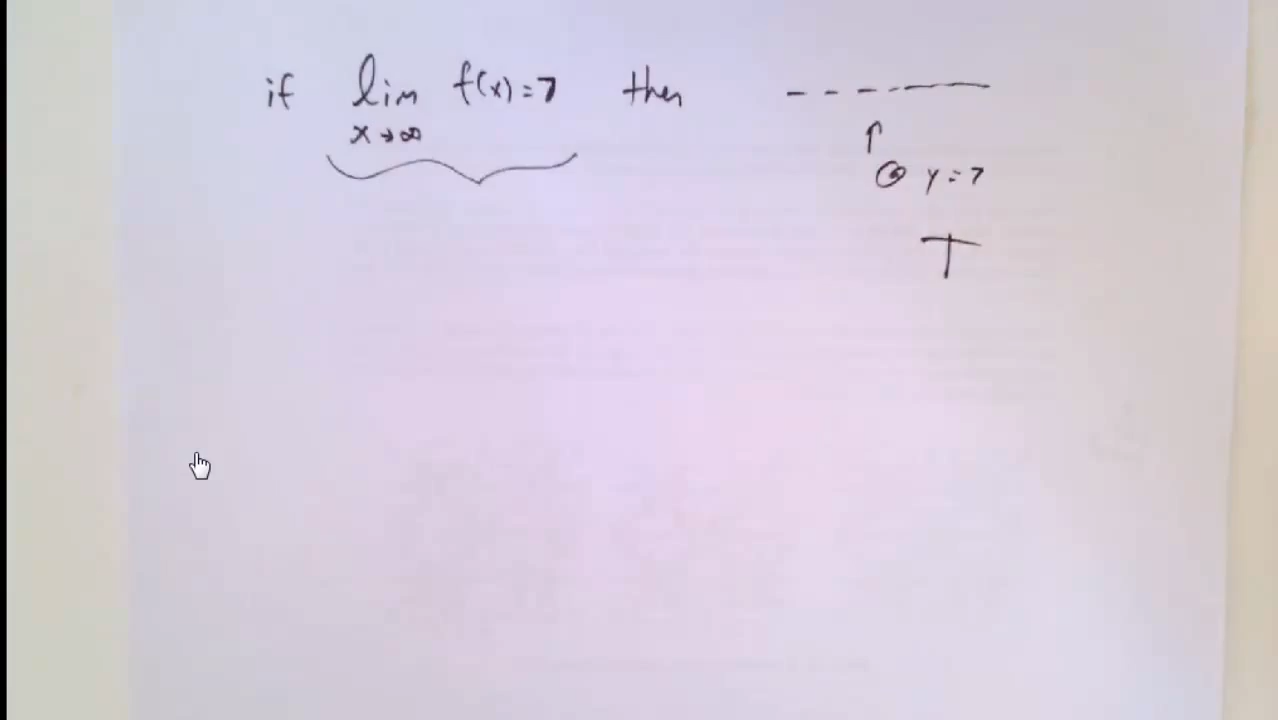 if lim f(x) = 7 then
x→∞
@ y = 7
T